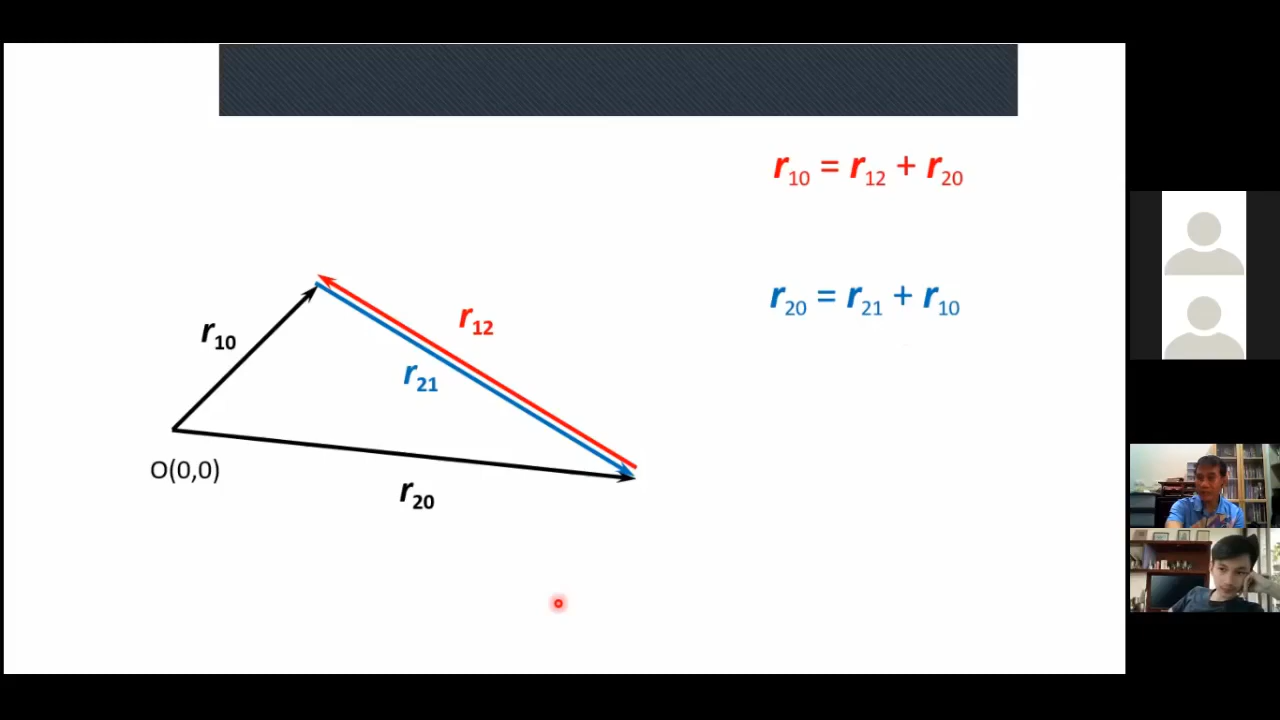 r10 = r12 + r20
r20 = r21 + r10
r12
r10
r21
O(0,0)
r20